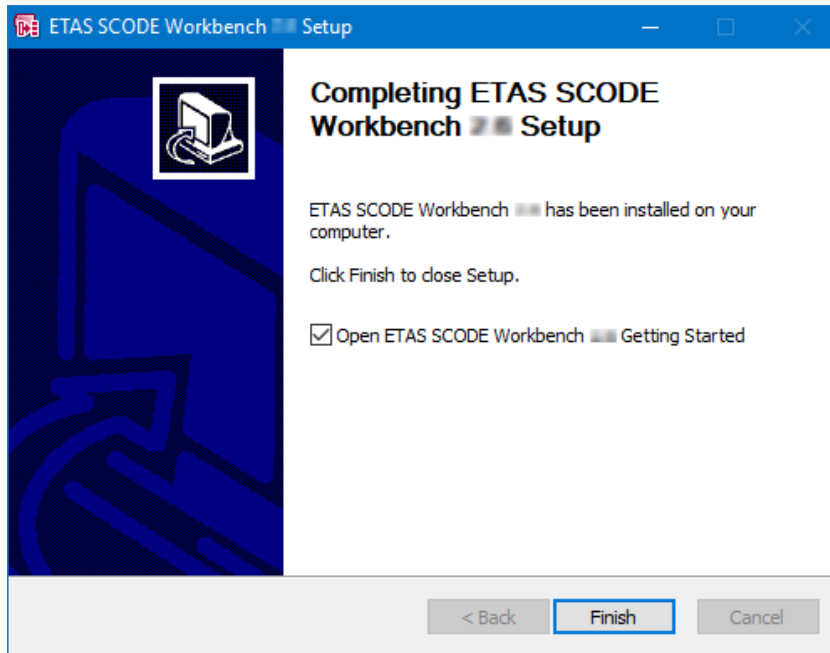 ETAS SCODE Workbench Setup
Completing ETAS SCODE
Workbench Setup
ETAS SCODE Workbench has been installed on your
computer.
Click Finish to close Setup.
Open ETAS SCODE Workbench Getting Started
< Back Finish Cancel